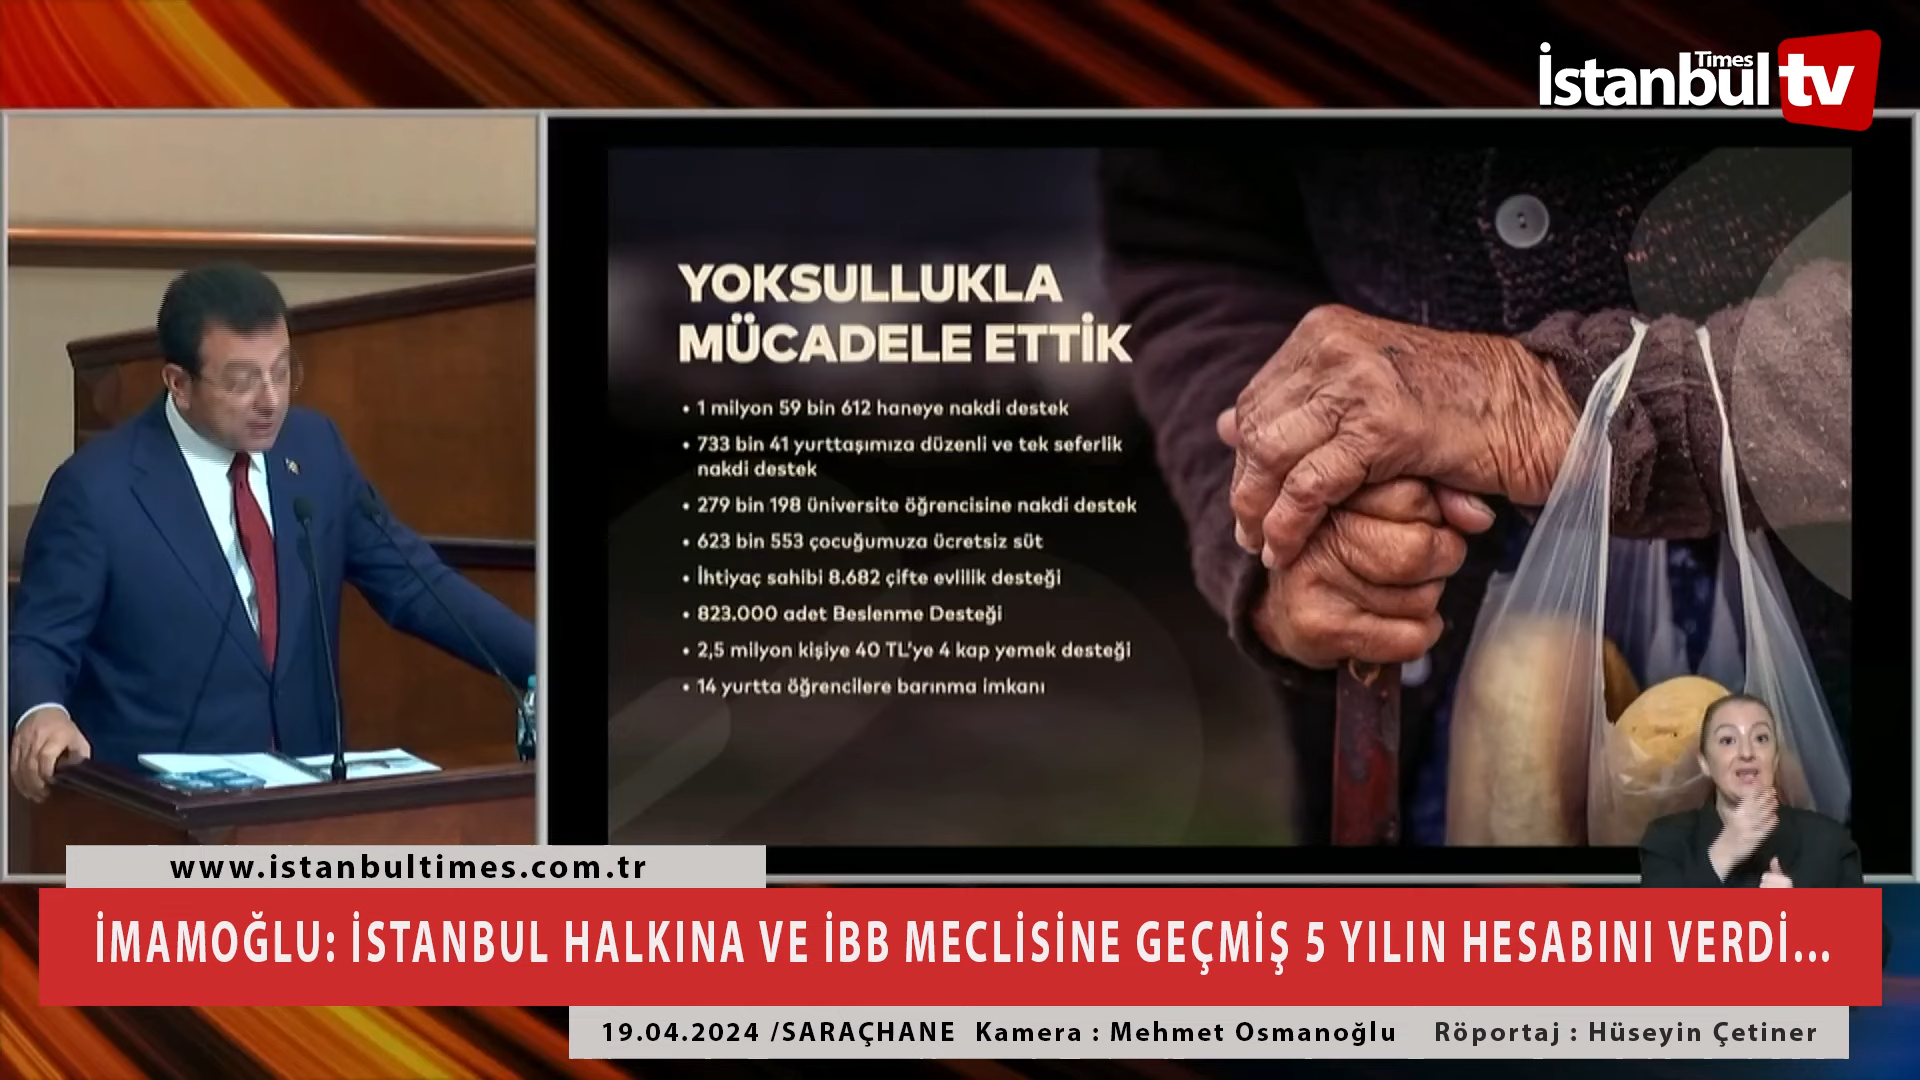 İstanbul Times tv
YOKSULLUKLA
MÜCADELE ETTİK
• 1 milyon 59 bin 612 haneye nakdi destek
• 733 bin 41 yurttaşımıza düzenli ve tek seferlik
nakdi destek
• 279 bin 198 üniversite öğrencisine nakdi destek
• 623 bin 553 çocuğumuza ücretsiz süt
• İhtiyaç sahibi 8.682 çifte evlilik desteği
• 823.000 adet Beslenme Desteği
• 2,5 milyon kişiye 40 TL'ye 4 kap yemek desteği
• 14 yurtta öğrencilere barınma imkanı
www.istanbultimes.com.tr
İMAMOĞLU: İSTANBUL HALKINA VE İBB MECLİSİNE GEÇMİŞ 5 YILIN HESABINI VERDİ...
19.04.2024 /SARAÇHANE Kamera : Mehmet Osmanoğlu Röportaj : Hüseyin Çetiner